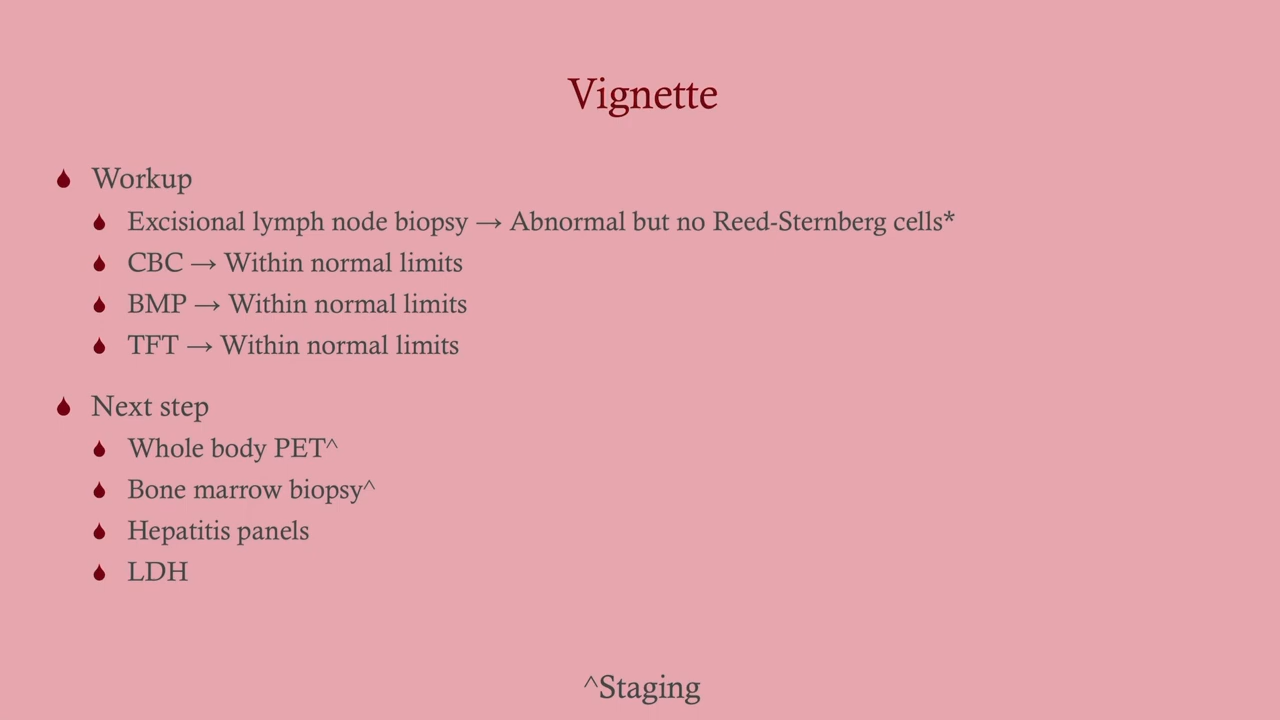 Vignette
Workup
Excisional lymph node biopsy → Abnormal but no Reed-Sternberg cells*
CBC → Within normal limits
BMP → Within normal limits
TFT → Within normal limits
Next step
Whole body PET^
Bone marrow biopsy^
Hepatitis panels
LDH
^Staging